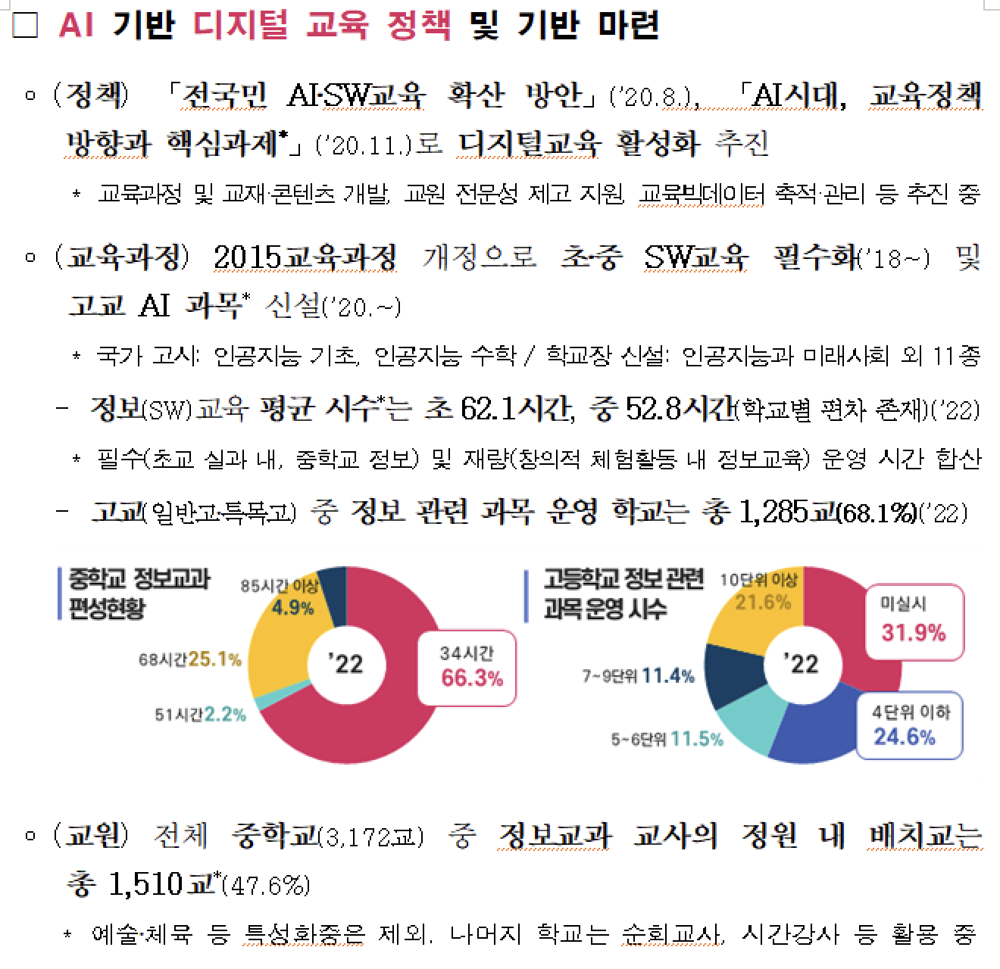 □ AI 기반 디지털 교육 정책 및 기반 마련
○ (정책) 「전국민 AI·SW교육 확산 방안」('20.8.), 「AI시대, 교육정책
방향과 핵심과제*」('20.11.)로 디지털교육 활성화 추진
* 교육과정 및 교재·콘텐츠 개발, 교원 전문성 제고 지원, 교육빅데이터 축적·관리 등 추진 중
○ (교육과정) 2015교육과정 개정으로 초·중 SW교육 필수화('18~) 및
고교 AI 과목* 신설('20.~)
* 국가 고시: 인공지능 기초, 인공지능 수학 / 학교장 신설: 인공지능과 미래사회 외 11종
- 정보(SW)교육 평균 시수*는 초 62.1시간, 중 52.8시간(학교별 편차 존재)('22)
* 필수(초교 실과 내, 중학교 정보) 및 재량(창의적 체험활동 내 정보교육) 운영 시간 합산
- 고교(일반고·특목고) 중 정보 관련 과목 운영 학교는 총 1,285교(68.1%)('22)
중학교 정보교과
편성현황
85시간 이상
4.9%
68시간 25.1%
51시간 2.2%
'22
34시간
66.3%
고등학교 정보 관련
과목 운영 시수
10단위 이상
21.6%
7~9단위 11.4%
5~6단위 11.5%
'22
미실시
31.9%
4단위 이하
24.6%
○ (교원) 전체 중학교(3,172교) 중 정보교과 교사의 정원 내 배치교는
총 1,510교*(47.6%)
* 예술·체육 등 특성화중은 제외. 나머지 학교는 순회교사, 시간강사 등 활용 중